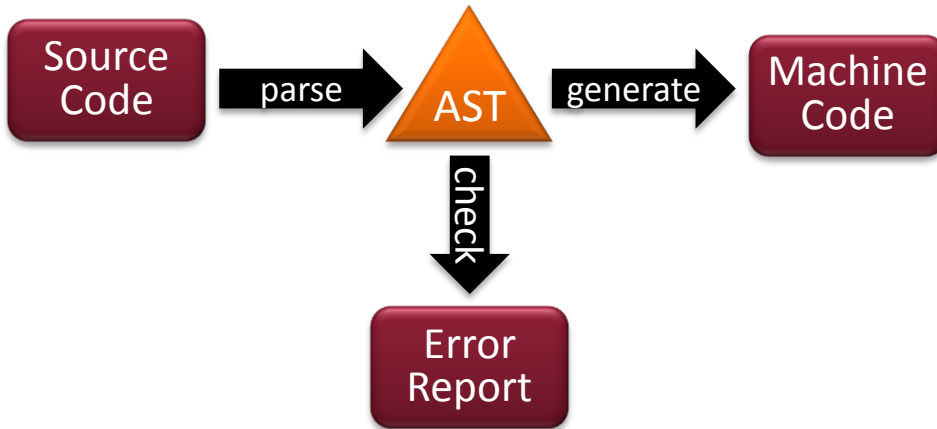 Source
Code
parse
AST
generate
Machine
Code
check
Error
Report